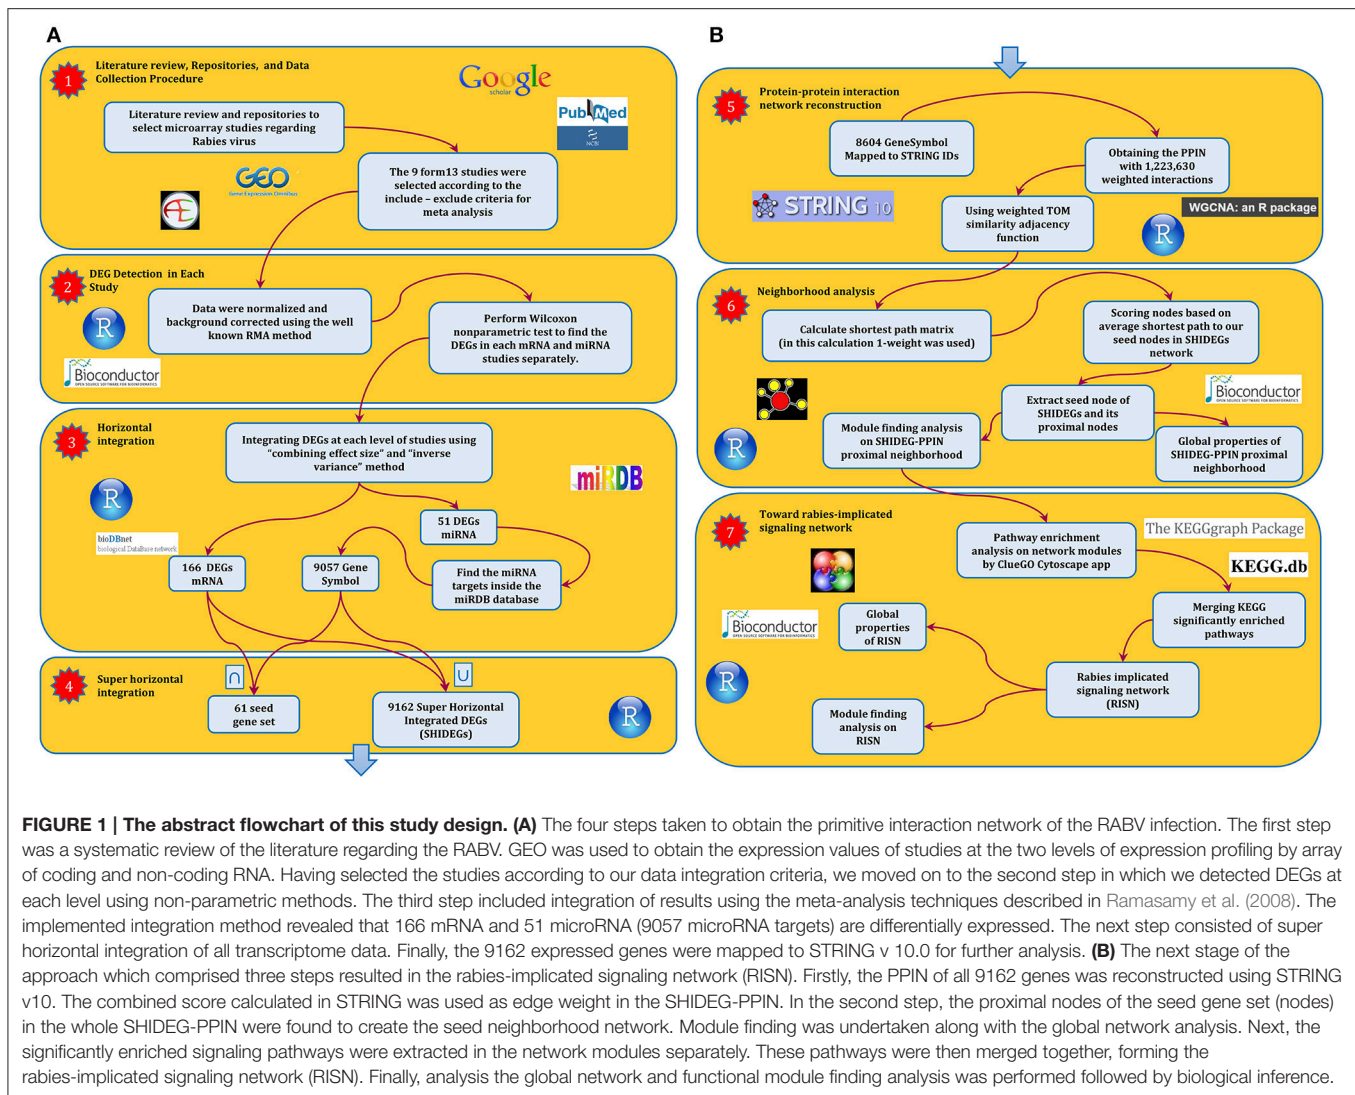 A
1
Literature review, Repositories, and Data
Collection Procedure
Google
scholar
PubMed
NCBI
Literature review and repositories to
select microarray studies regarding
Rabies virus
GEO
Gene Expression Omnibus
AE
The 9 form13 studies were
selected according to the
include – exclude criteria for
meta analysis
2
DEG Detection in Each
Study
R
Bioconductor
OPEN SOURCE SOFTWARE FOR BIOINFORMATICS
Data were normalized and
background corrected using the well
known RMA method
Perform Wilcoxon
nonparametric test to find the
DEGs in each mRNA and miRNA
studies separately.
3
Horizontal
integration
Integrating DEGs at each level of studies using
"combining effect size" and "inverse
variance" method
miRDB
R
bioDBnet
biological DataBase network
51 DEGs
miRNA
166 DEGs
mRNA
9057 Gene
Symbol
Find the miRNA
targets inside the
miRDB database
4
Super horizontal
integration
∩
∪
61 seed
gene set
9162 Super Horizontal
Integrated DEGs
(SHIDEGs)
R
B
5
Protein-protein interaction
network reconstruction
8604 GeneSymbol
Mapped to STRING IDs
Obtaining the PPIN
with 1,223,630
weighted interactions
STRING 10
Using weighted TOM
similarity adjacency
function
WGCNA: an R package
R
6
Neighborhood analysis
Calculate shortest path matrix
(in this calculation 1-weight was used)
Scoring nodes based on
average shortest path to our
seed nodes in SHIDEGs
network
Bioconductor
OPEN SOURCE SOFTWARE FOR BIOINFORMATICS
Extract seed node of
SHIDEGs and its
proximal nodes
R
Module finding analysis
on SHIDEG-PPIN
proximal neighborhood
Global properties of
SHIDEG-PPIN proximal
neighborhood
7
Toward rabies-implicated
signaling network
Pathway enrichment
analysis on network modules
by ClueGO Cytoscape app
The KEGGgraph Package
KEGG.db
Bioconductor
OPEN SOURCE SOFTWARE FOR BIOINFORMATICS
Global
properties
of RISN
Merging KEGG
significantly enriched
pathways
R
Rabies implicated
signaling network
(RISN)
Module finding
analysis on
RISN
FIGURE 1 | The abstract flowchart of this study design. (A) The four steps taken to obtain the primitive interaction network of the RABV infection. The first step
was a systematic review of the literature regarding the RABV. GEO was used to obtain the expression values of studies at the two levels of expression profiling by array
of coding and non-coding RNA. Having selected the studies according to our data integration criteria, we moved on to the second step in which we detected DEGs at
each level using non-parametric methods. The third step included integration of results using the meta-analysis techniques described in Ramasamy et al. (2008). The
implemented integration method revealed that 166 mRNA and 51 microRNA (9057 microRNA targets) are differentially expressed. The next step consisted of super
horizontal integration of all transcriptome data. Finally, the 9162 expressed genes were mapped to STRING v 10.0 for further analysis. (B) The next stage of the
approach which comprised three steps resulted in the rabies-implicated signaling network (RISN). Firstly, the PPIN of all 9162 genes was reconstructed using STRING
v10. The combined score calculated in STRING was used as edge weight in the SHIDEG-PPIN. In the second step, the proximal nodes of the seed gene set (nodes)
in the whole SHIDEG-PPIN were found to create the seed neighborhood network. Module finding was undertaken along with the global network analysis. Next, the
significantly enriched signaling pathways were extracted in the network modules separately. These pathways were then merged together, forming the
rabies-implicated signaling network (RISN). Finally, analysis the global network and functional module finding analysis was performed followed by biological inference.